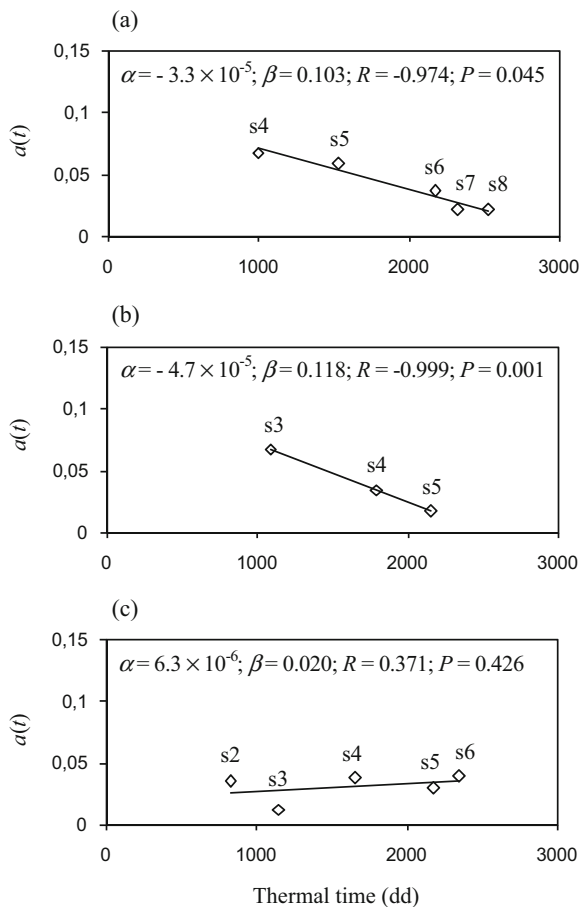 (a)
0,15
α = - 3.3 × 10⁻⁵; β = 0.103; R = -0.974; P = 0.045
0,1
s4
s5
a(t)
s6
0,05
s7 s8
0
0 1000 2000 3000
(b)
0,15
α = - 4.7 × 10⁻⁵; β = 0.118; R = -0.999; P = 0.001
0,1
s3
a(t)
0,05
s4
s5
0
0 1000 2000 3000
(c)
0,15
α = 6.3 × 10⁻⁶; β = 0.020; R = 0.371; P = 0.426
0,1
a(t)
s2 s4 s6
0,05
s3 s5
0
0 1000 2000 3000
Thermal time (dd)